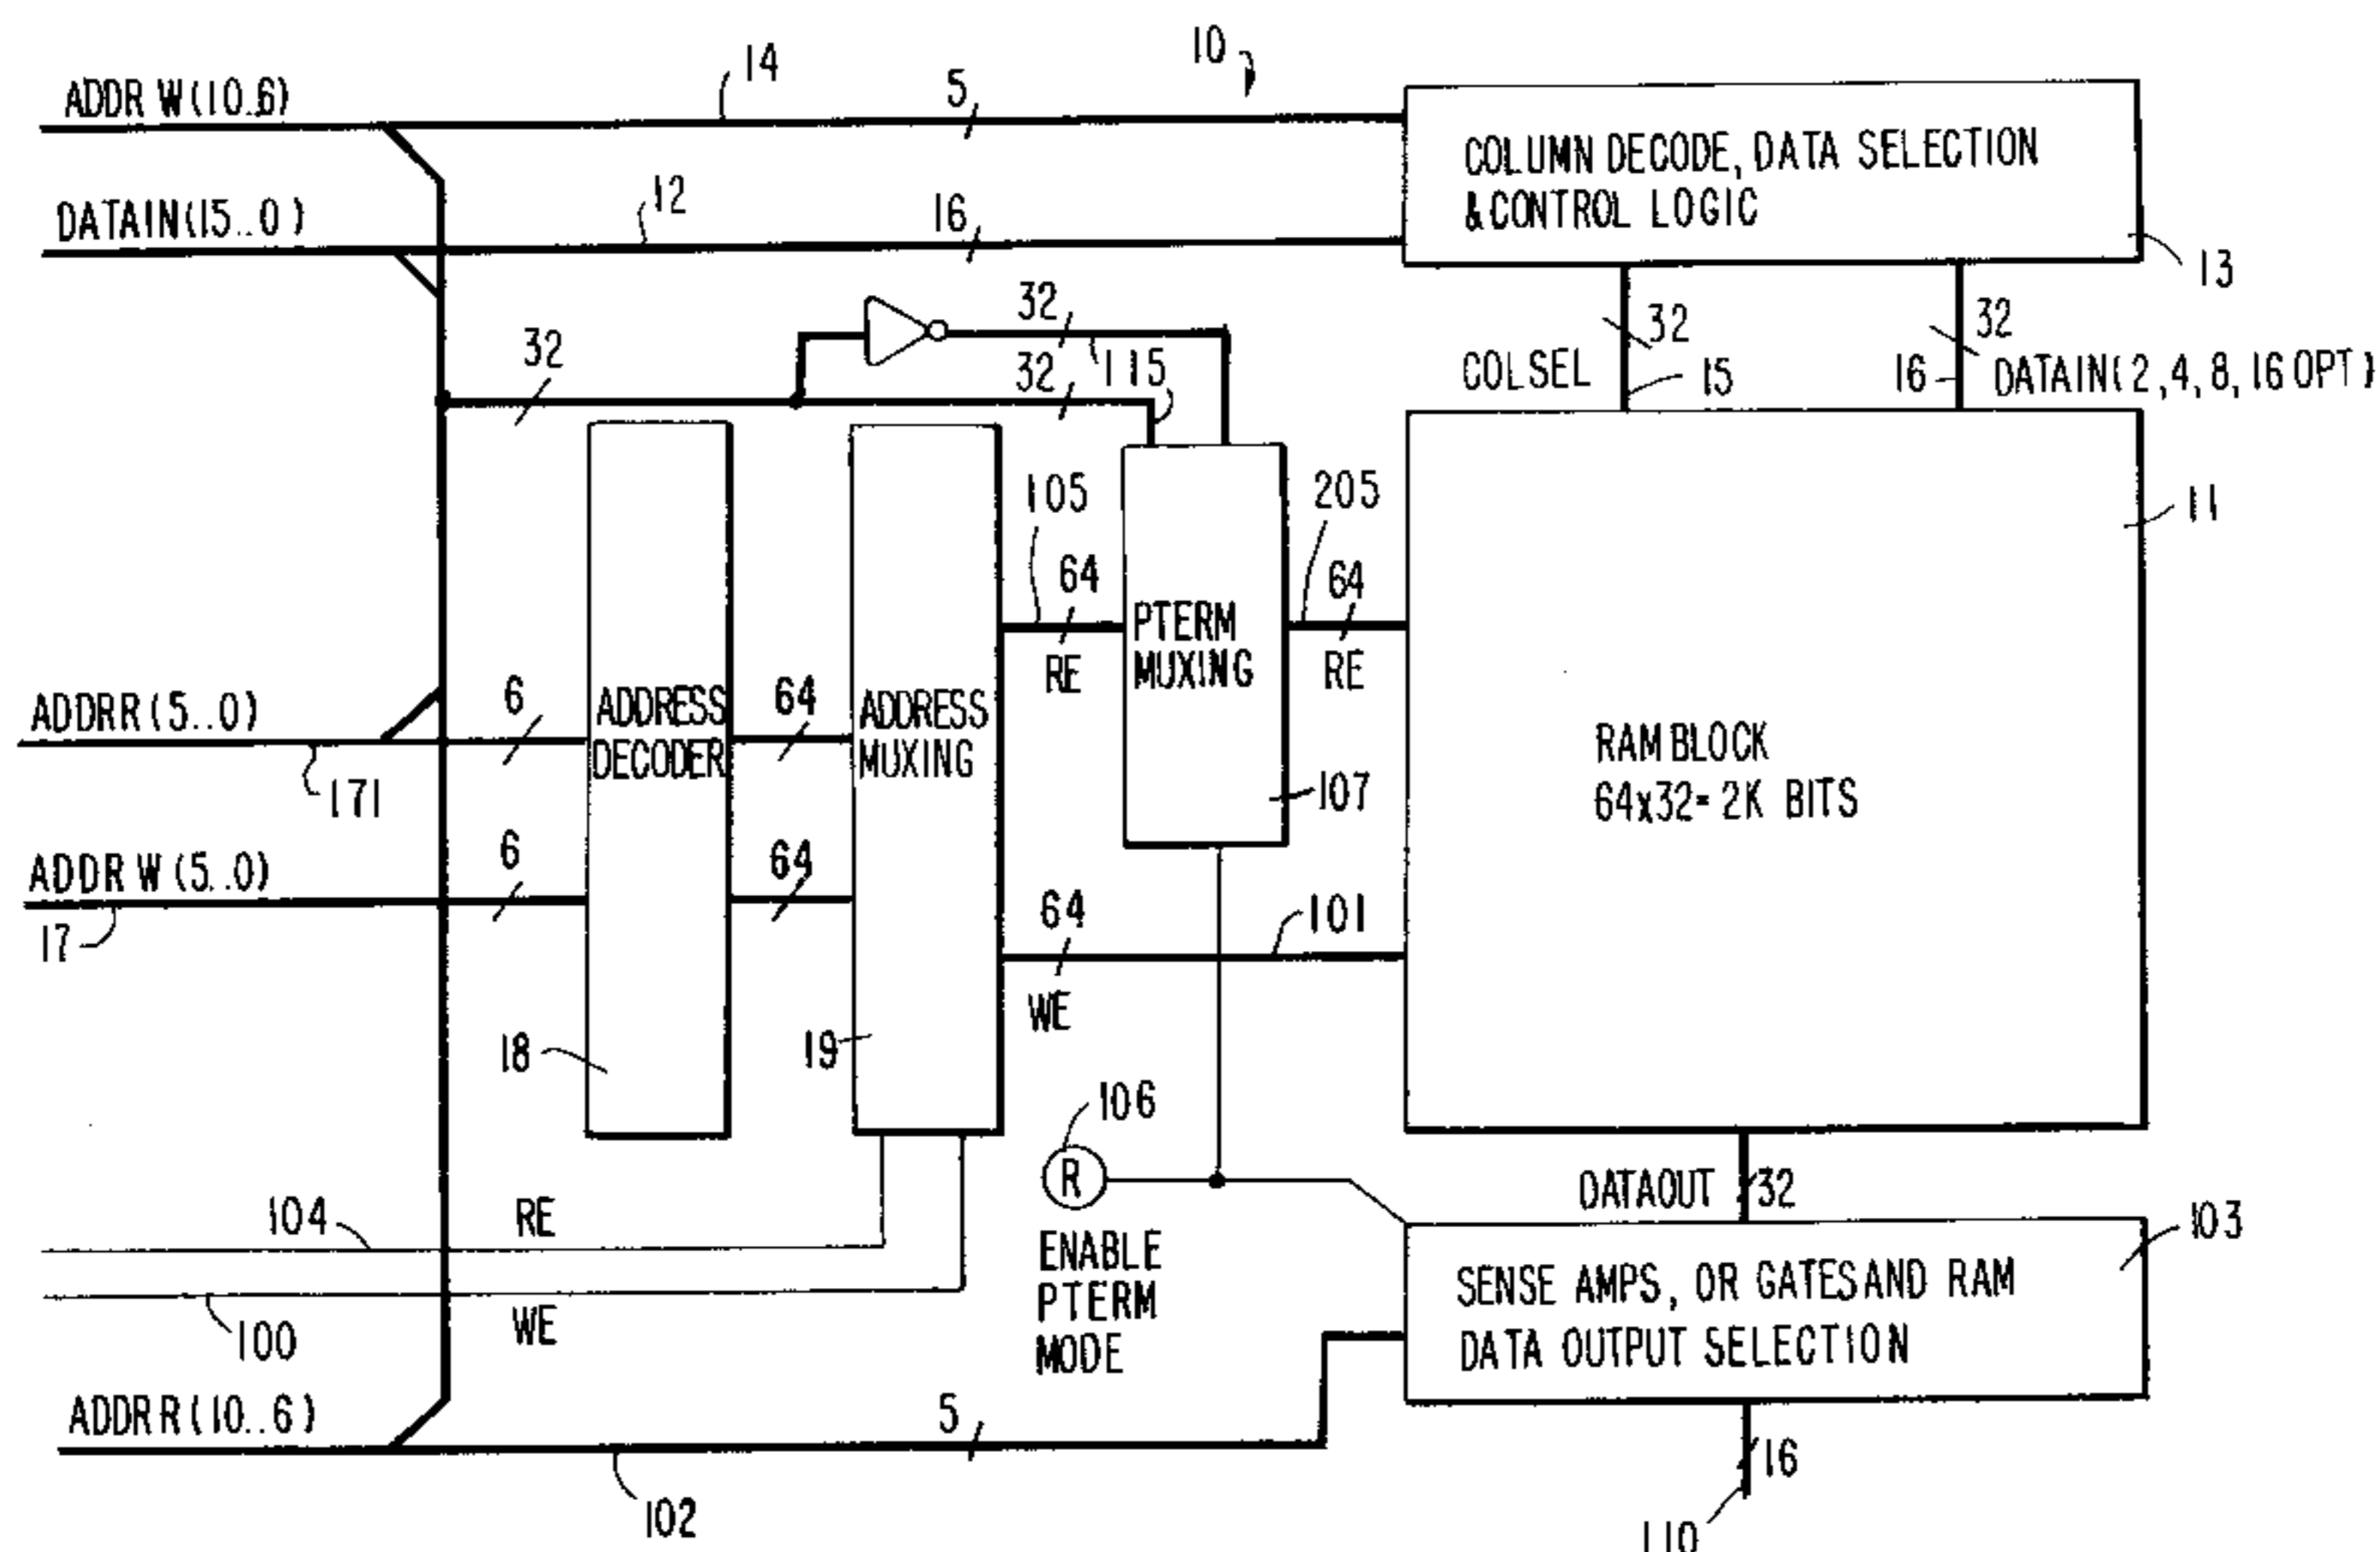 10
14
5
ADDR W(10..6)
COLUMN DECODE, DATA SELECTION
& CONTROL LOGIC
13
DATAIN(15..0)
12
16
32
32
32
115
32
COLSEL
15
32
16
DATAIN(2,4,8,16 OPT)
105
205
11
64
RE
PTERM
MUXING
64
RE
ADDRR(5..0)
171
6
ADDRESS
DECODER
64
ADDRESS
MUXING
RAM BLOCK
64x32=2K BITS
107
ADDR W (5..0)
17
6
64
64
WE
101
18
19
106
R
ENABLE
PTERM
MODE
DATAOUT
32
103
104
RE
100
WE
SENSE AMPS, OR GATES AND RAM
DATA OUTPUT SELECTION
ADDR R(10..6)
102
5
16
110